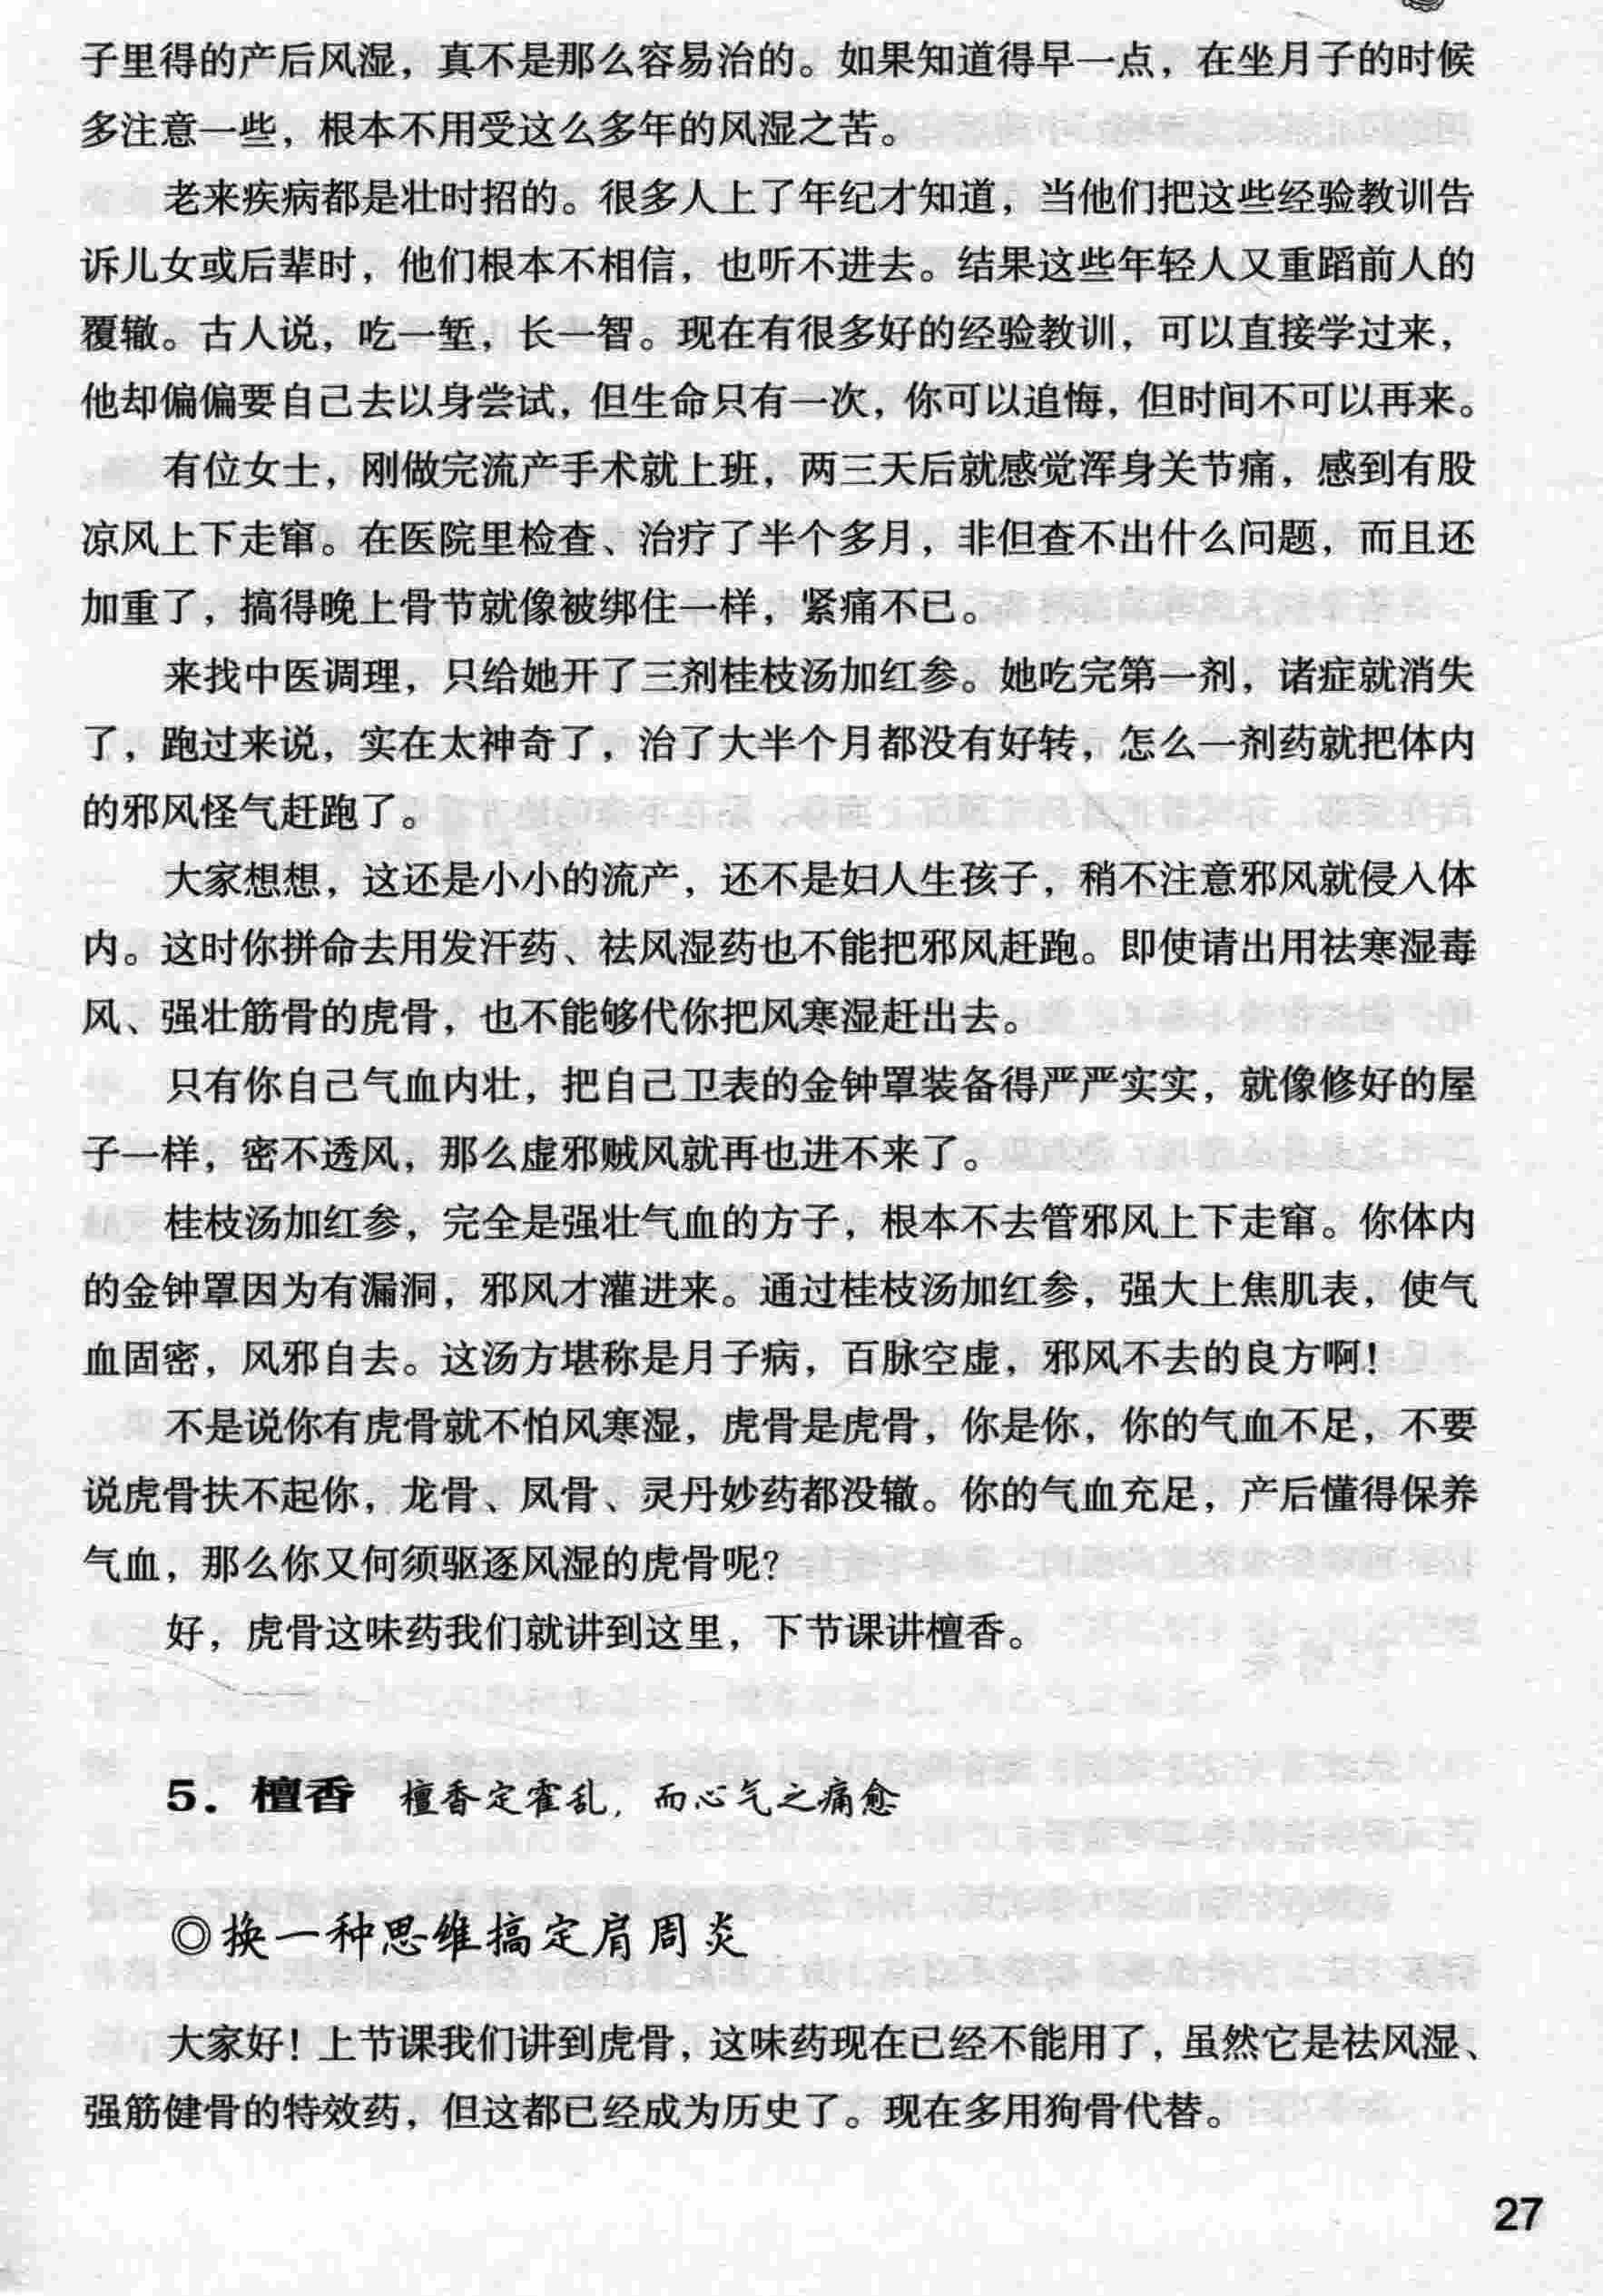 子里得的产后风湿，真不是那么容易治的。如果知道得早一点，在坐月子的时候
多注意一些，根本不用受这么多年的风湿之苦。
老来疾病都是壮时招的。很多人上了年纪才知道，当他们把这些经验教训告
诉儿女或后辈时，他们根本不相信，也听不进去。结果这些年轻人又重蹈前人的
覆辙。古人说，吃一堑，长一智。现在有很多好的经验教训，可以直接学过来，
他却偏偏要自己去以身尝试，但生命只有一次，你可以追悔，但时间不可以再来。
有位女士，刚做完流产手术就上班，两三天后就感觉浑身关节痛，感到有股
凉风上下走窜。在医院里检查、治疗了半个多月，非但查不出什么问题，而且还
加重了，搞得晚上骨节就像被绑住一样，紧痛不已。
来找中医调理，只给她开了三剂桂枝汤加红参。她吃完第一剂，诸症就消失
了，跑过来说，实在太神奇了，治了大半个月都没有好转，怎么一剂药就把体内
的邪风怪气赶跑了。
大家想想，这还是小小的流产，还不是妇人生孩子，稍不注意邪风就侵入体
内。这时你拼命去用发汗药、祛风湿药也不能把邪风赶跑。即使请出用祛寒湿毒
风、强壮筋骨的虎骨，也不能够代你把风寒湿赶出去。
只有你自己气血内壮，把自己卫表的金钟罩装备得严严实实，就像修好的屋
子一样，密不透风，那么虚邪贼风就再也进不来了。
桂枝汤加红参，完全是强壮气血的方子，根本不去管邪风上下走窜。你体内
的金钟罩因为有漏洞，邪风才灌进来。通过桂枝汤加红参，强大上焦肌表，使气
血固密，风邪自去。这汤方堪称是月子病，百脉空虚，邪风不去的良方啊！
不是说你有虎骨就不怕风寒湿，虎骨是虎骨，你是你，你的气血不足，不要
说虎骨扶不起你，龙骨、凤骨、灵丹妙药都没辙。你的气血充足，产后懂得保养
气血，那么你又何须驱逐风湿的虎骨呢？
好，虎骨这味药我们就讲到这里，下节课讲檀香。
5．檀香 檀香定霍乱，而心气之痛愈
◎换一种思维搞定肩周炎
大家好！上节课我们讲到虎骨，这味药现在已经不能用了，虽然它是祛风湿、
强筋健骨的特效药，但这都已经成为历史了。现在多用狗骨代替。
27